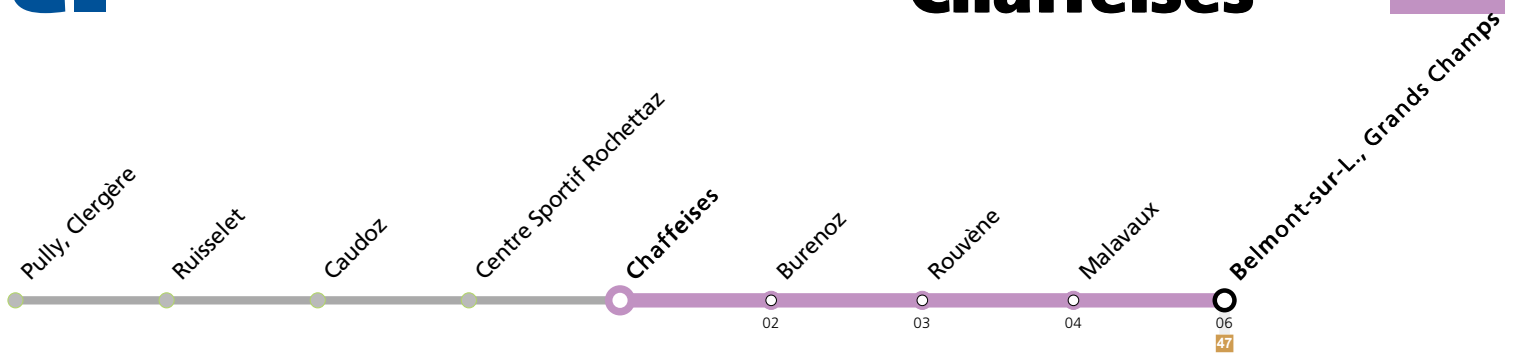 Chaffeises
Pully, Clergère
Ruisselet
Caudoz
Centre Sportif Rochettaz
Chaffeises
Burenoz
Rouvène
Malavaux
Belmont-sur-L., Grands Champs
02
03
04
06
47